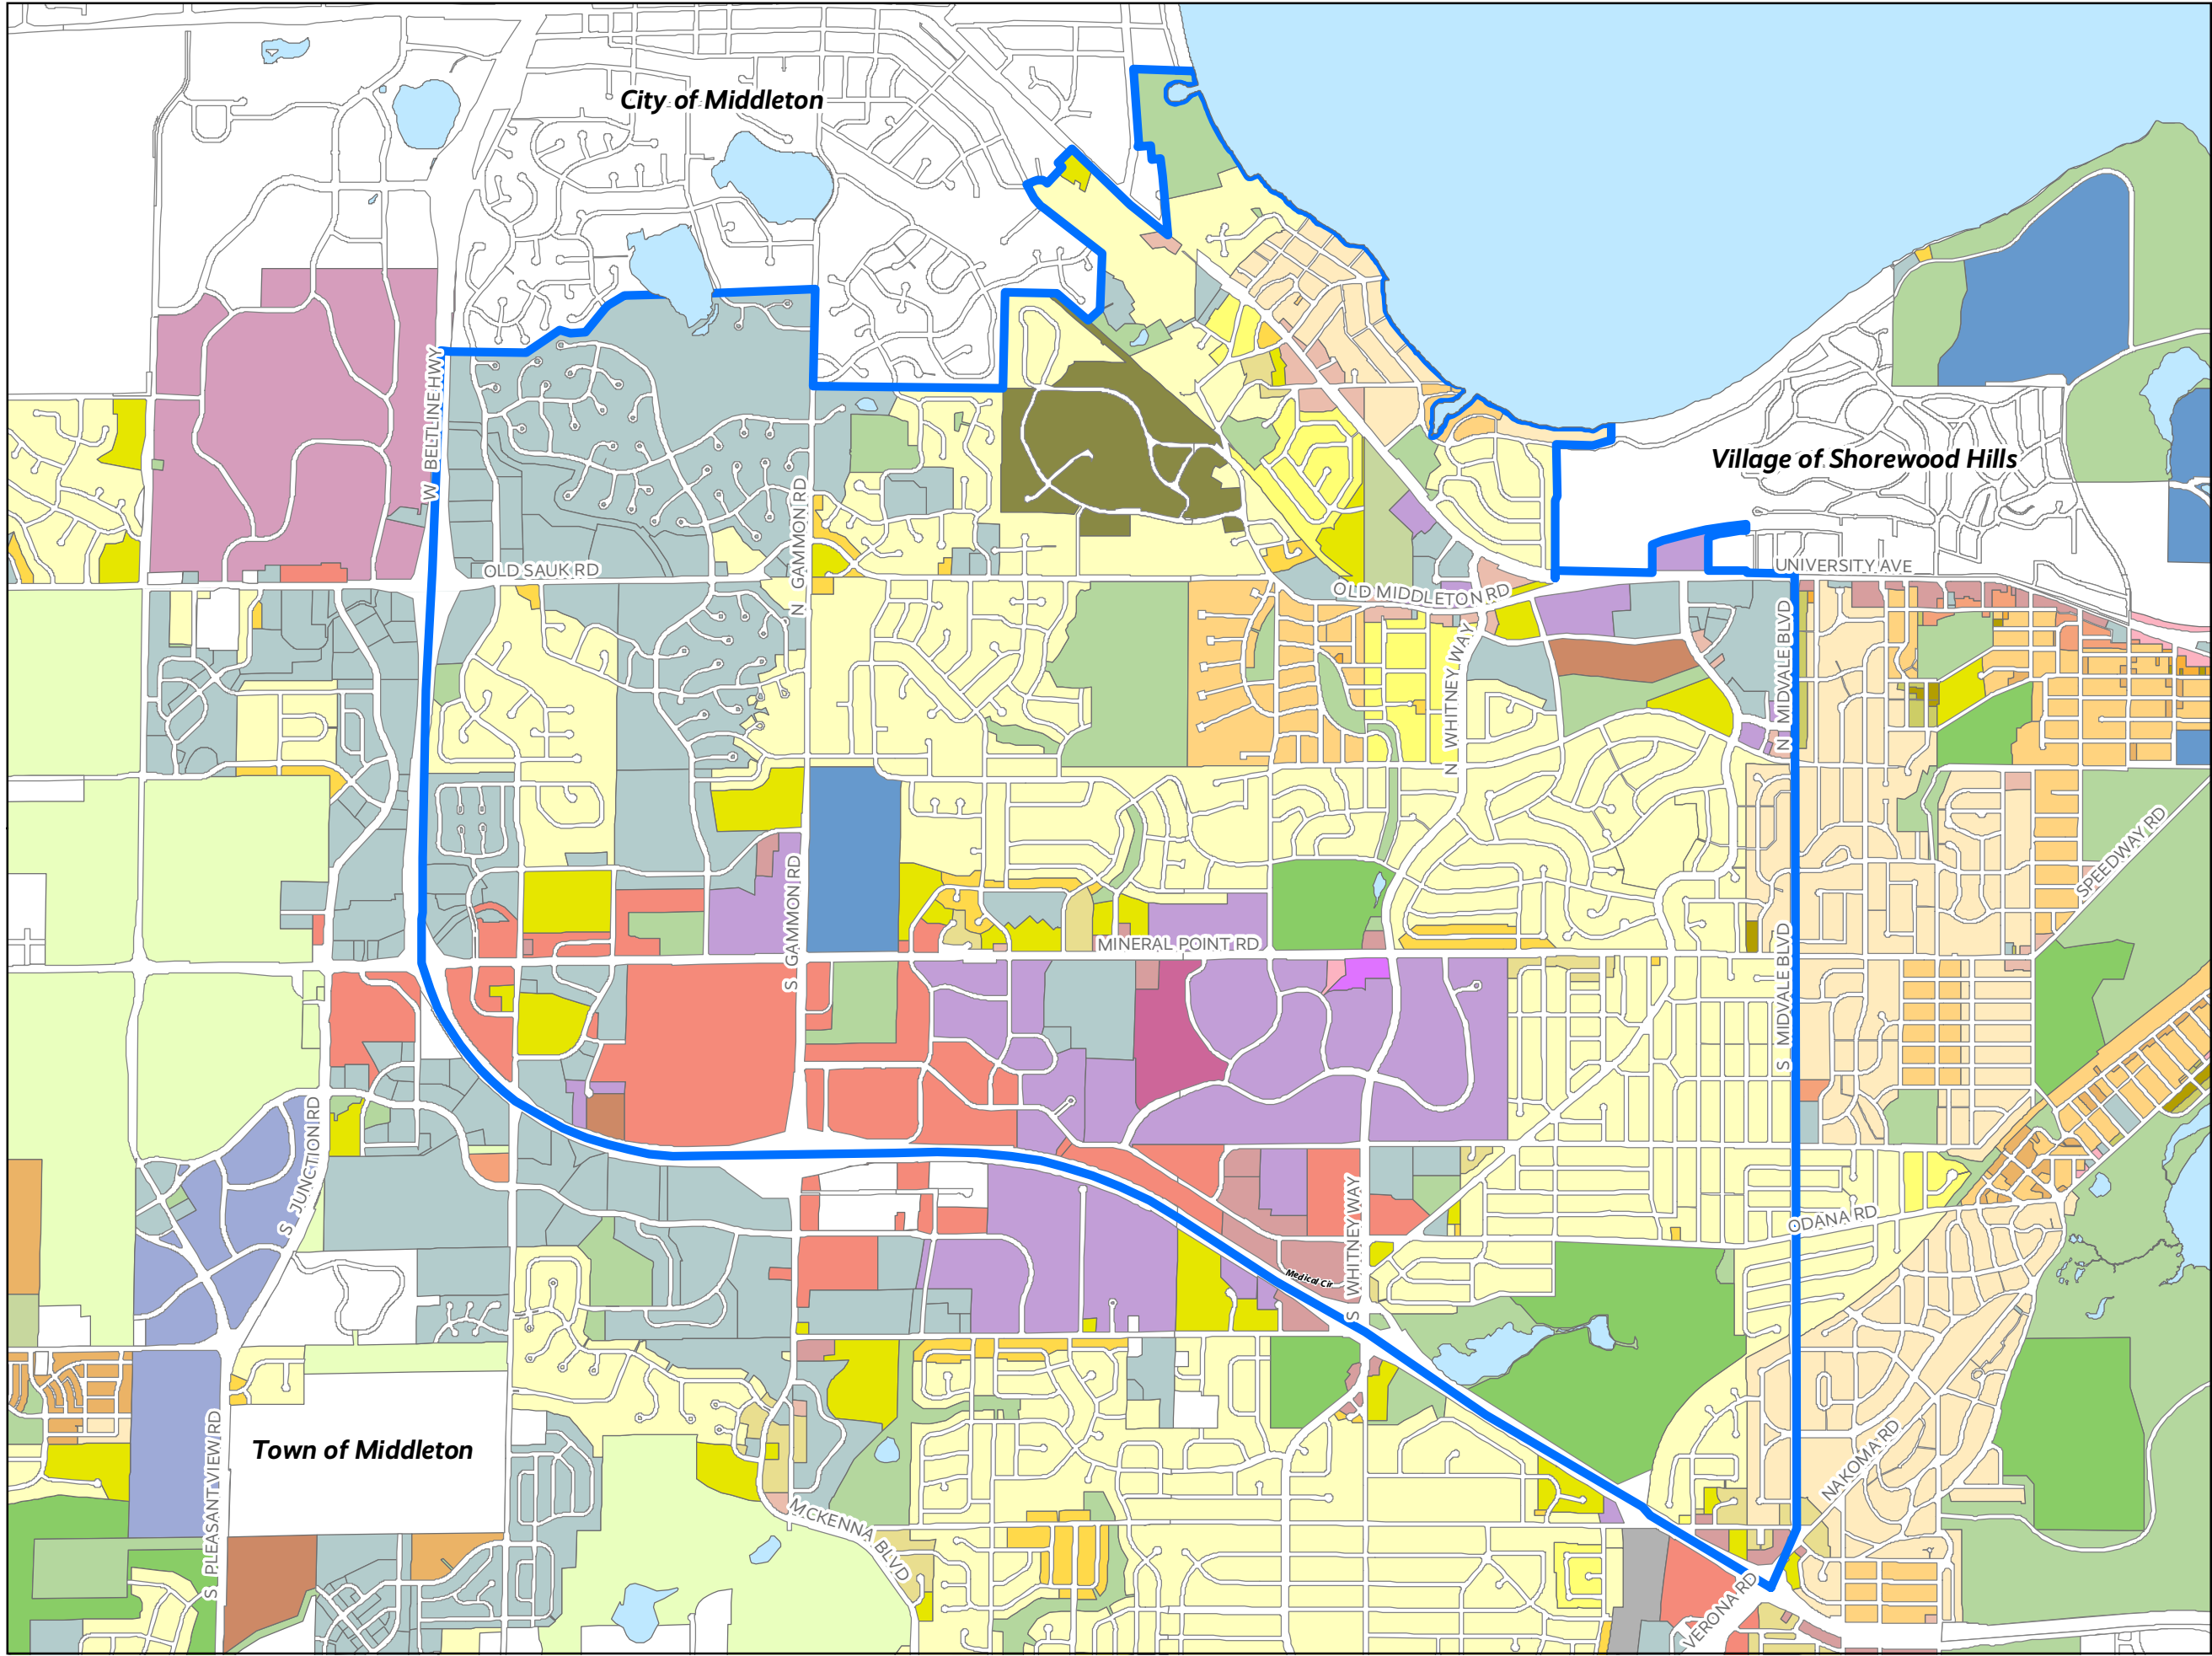 City of Middleton
W BELTLINE HWY
Village of Shorewood Hills
N GAMMON RD
OLD SAUK RD
UNIVERSITY AVE
OLD MIDDLETON RD
N WHITNEY WAY
N MIDVALE BLVD
SPEEDWAY RD
S GAMMON RD
MINERAL POINT RD
S MIDVALE BLVD
S JUNCTION RD
S WHITNEY WAY
ODANA RD
Medical Cir
Town of Middleton
S PLEASANT VIEW RD
NAKOMA RD
MCKENNA BLVD
VERONA RD